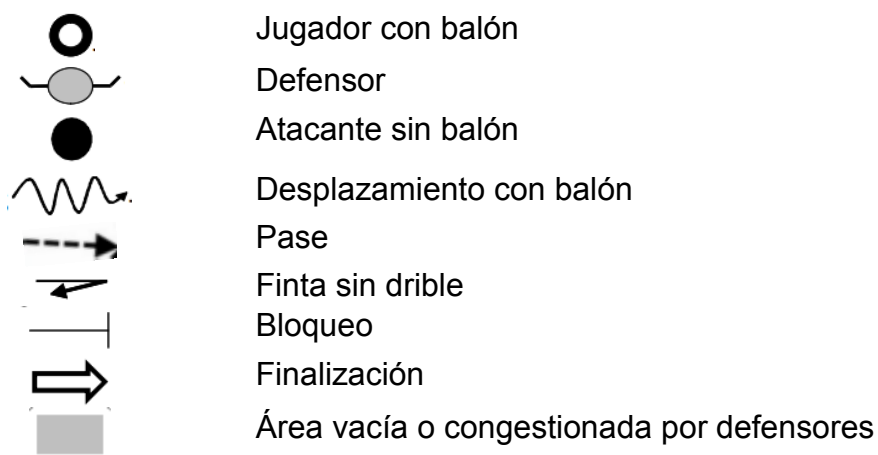 Jugador con balón
Defensor
Atacante sin balón
Desplazamiento con balón
Pase
Finta sin drible
Bloqueo
Finalización
Área vacía o congestionada por defensores